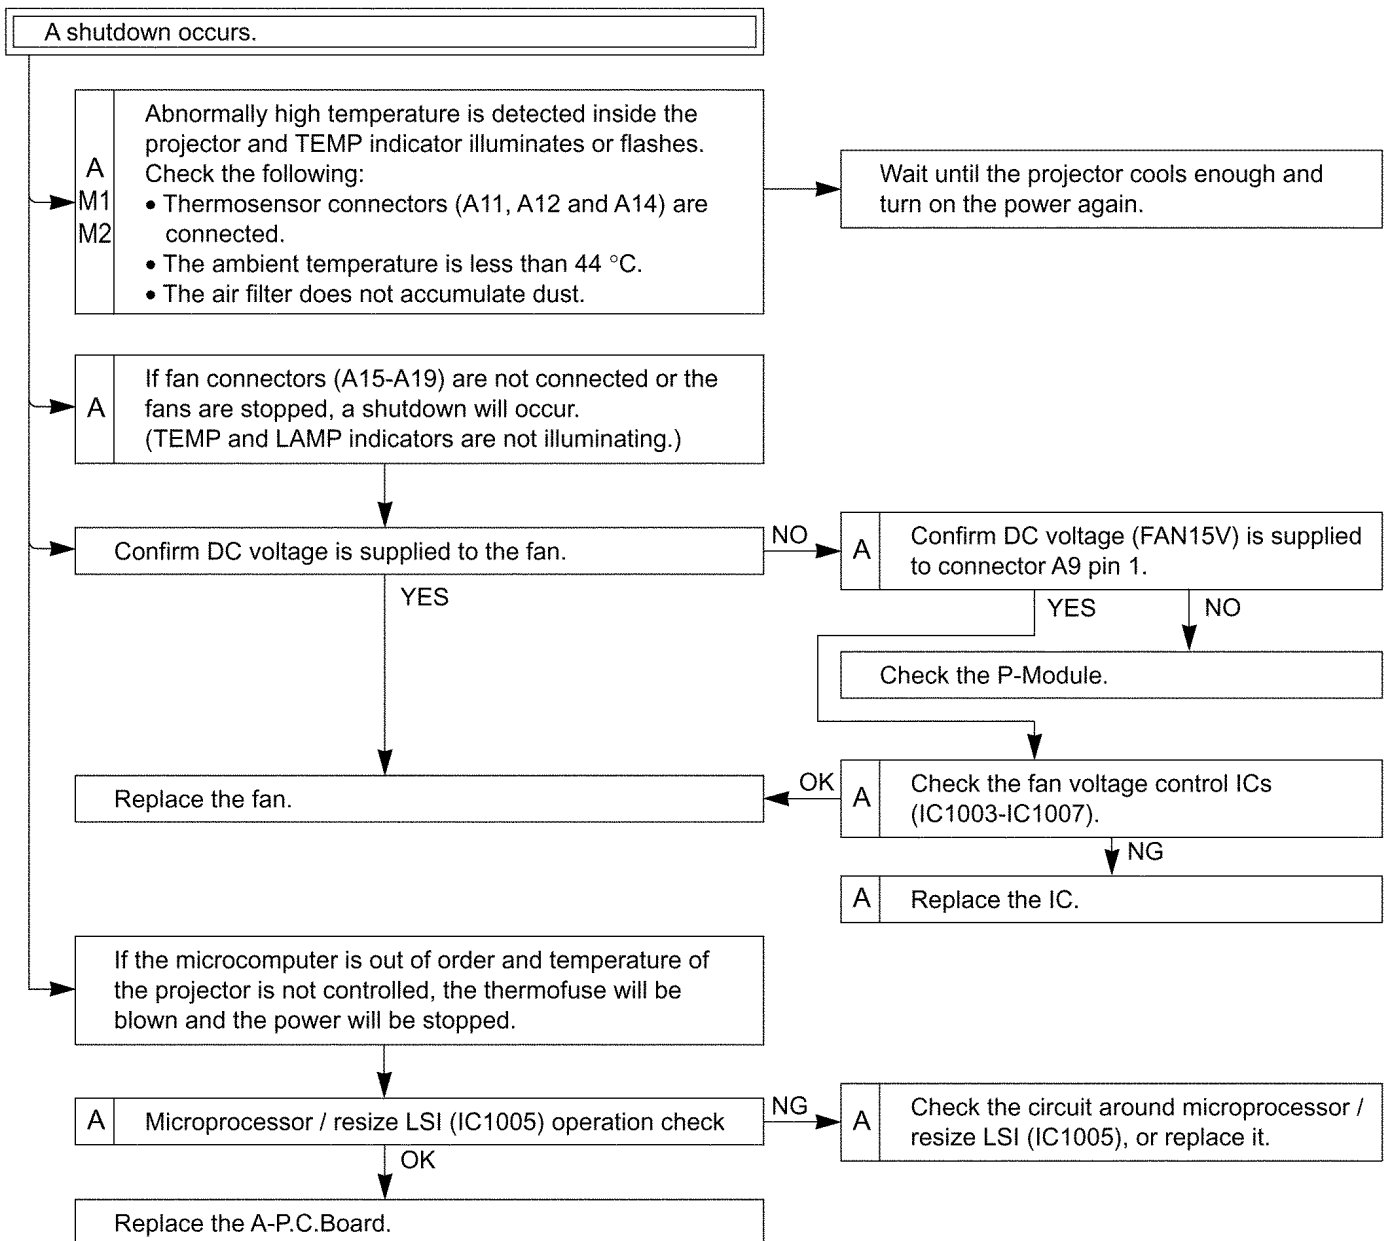 A shutdown occurs.
A
M1
M2
Abnormally high temperature is detected inside the
projector and TEMP indicator illuminates or flashes.
Check the following:
• Thermosensor connectors (A11, A12 and A14) are
connected.
• The ambient temperature is less than 44 °C.
• The air filter does not accumulate dust.
Wait until the projector cools enough and
turn on the power again.
A
If fan connectors (A15-A19) are not connected or the
fans are stopped, a shutdown will occur.
(TEMP and LAMP indicators are not illuminating.)
Confirm DC voltage is supplied to the fan.
NO
A
Confirm DC voltage (FAN15V) is supplied
to connector A9 pin 1.
YES
YES
NO
Check the P-Module.
Replace the fan.
OK
A
Check the fan voltage control ICs
(IC1003-IC1007).
NG
A
Replace the IC.
If the microcomputer is out of order and temperature of
the projector is not controlled, the thermofuse will be
blown and the power will be stopped.
A
Microprocessor / resize LSI (IC1005) operation check
NG
A
Check the circuit around microprocessor /
resize LSI (IC1005), or replace it.
OK
Replace the A-P.C.Board.